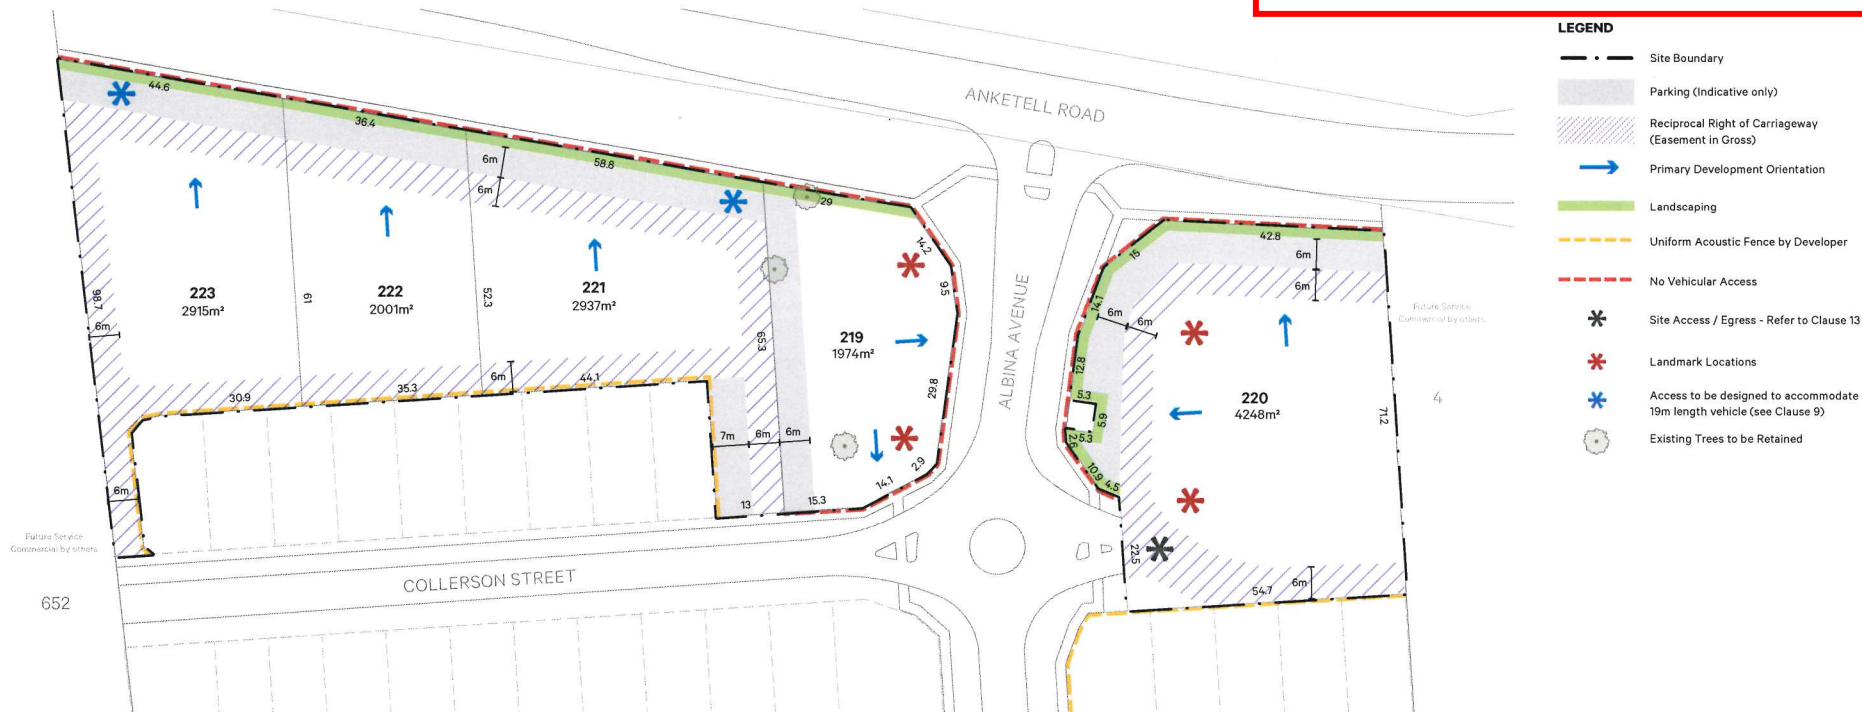 LEGEND
Site Boundary
Parking (Indicative only)
Reciprocal Right of Carriageway
(Easement in Gross)
Primary Development Orientation
Landscaping
Uniform Acoustic Fence by Developer
No Vehicular Access
Site Access / Egress - Refer to Clause 13
Landmark Locations
Access to be designed to accommodate
19m length vehicle (see Clause 9)
Existing Trees to be Retained
ANKETELL ROAD
ALBINA AVENUE
COLLERSON STREET
44.6
36.4
58.8
29
6m
6m
223
2915m²
222
2001m²
221
2937m²
219
1974m²
220
4248m²
98.7
61
52.3
65.3
6m
6m
6m
30.9
35.3
44.1
7m
6m
6m
13
15.3
14.1
2.9
29.8
9.5
14.2
15
42.8
6m
6m
14.1
6m
6m
12.8
5.3
5.9
5.3
2.6
10.9
4.5
22.5
54.7
6m
71.2
Future Service
Commercial by others
4
Future Service
Commercial by others
652